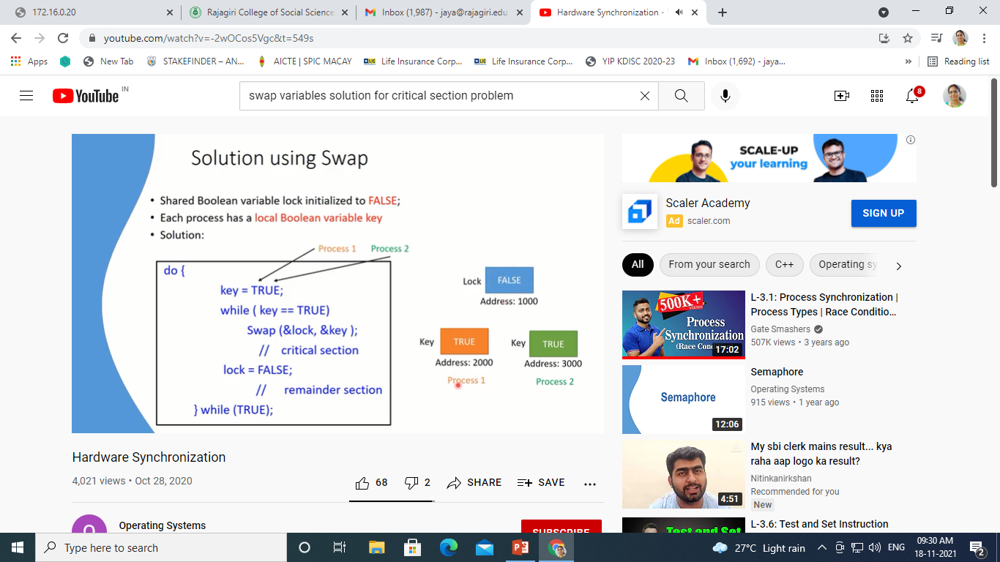 172.16.0.20
Rajagiri College of Social Science
Inbox (1,987) - jaya@rajagiri.edu
Hardware Synchronization -
youtube.com/watch?v=-2wOCos5Vgc&t=549s
Apps
New Tab
STAKEFINDER – AN...
AICTE | SPIC MACAY
LIC
Life Insurance Corp...
LIC
Life Insurance Corp...
YIP KDISC 2020-23
Inbox (1,692) - jaya...
»
Reading list
YouTube IN
swap variables solution for critical section problem
8
Solution using Swap
• Shared Boolean variable lock initialized to FALSE;
• Each process has a local Boolean variable key
• Solution:
Process 1 Process 2
do {
key = TRUE;
while ( key == TRUE)
Swap (&lock, &key );
// critical section
lock = FALSE;
// remainder section
} while (TRUE);
Lock FALSE
Address: 1000
Key TRUE
Address: 2000
Process 1
Key TRUE
Address: 3000
Process 2
Hardware Synchronization
4,021 views • Oct 28, 2020
68
2
SHARE
SAVE
Operating Systems
SUBSCRIBE
SCALE-UP
your learning
Scaler Academy
Ad scaler.com
SIGN UP
All
From your search
C++
Operating sy
500K+
VIEWS
Process
Synchronization
17:02
L-3.1: Process Synchronization |
Process Types | Race Conditio...
Gate Smashers
507K views • 3 years ago
Semaphore
12:06
Semaphore
Operating Systems
915 views • 1 year ago
4:51
My sbi clerk mains result... kya
raha aap logo ka result?
Nitinkanirkshan
Recommended for you
New
Test and Set
L-3.6: Test and Set Instruction
Type here to search
27°C Light rain
ENG
09:30 AM
18-11-2021
2